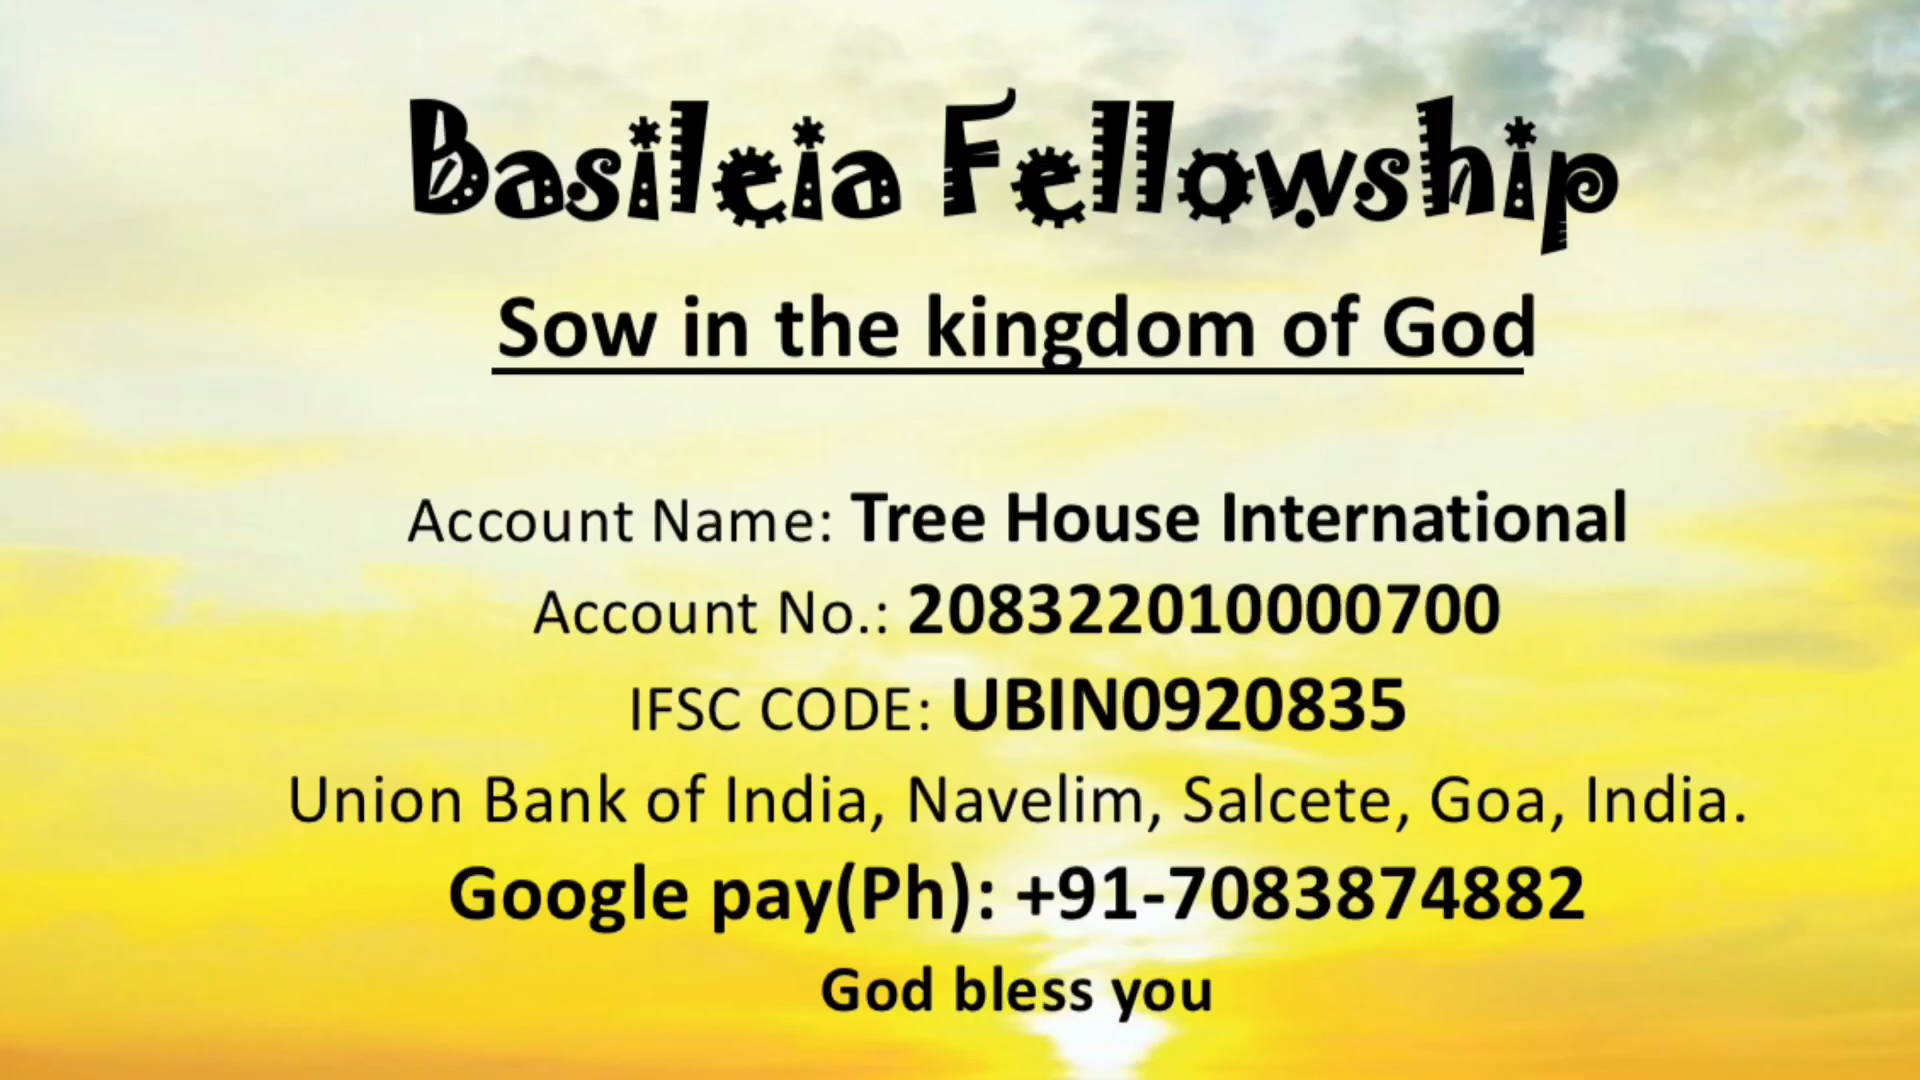 Basileia Fellowship
Sow in the kingdom of God
Account Name: Tree House International
Account No.: 208322010000700
IFSC CODE: UBIN0920835
Union Bank of India, Navelim, Salcete, Goa, India.
Google pay(Ph): +91-7083874882
God bless you